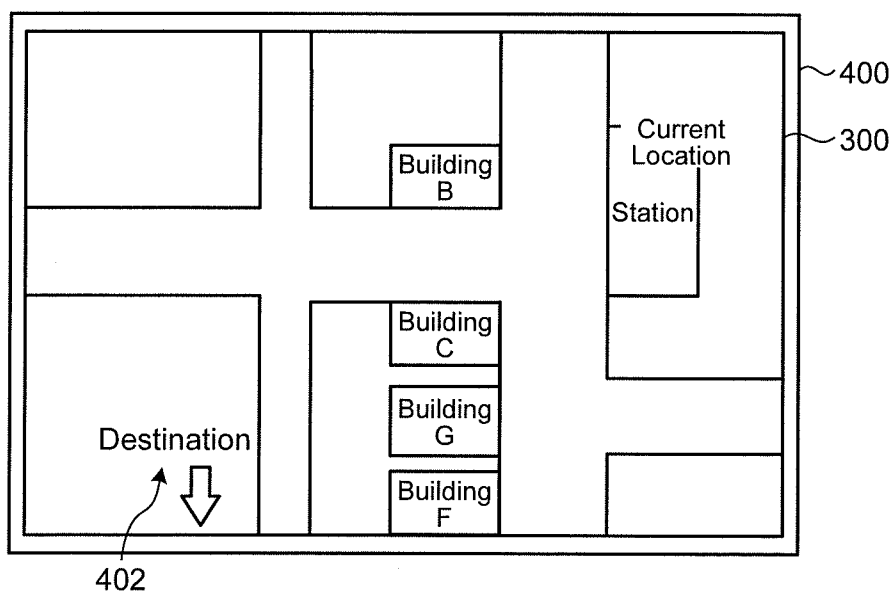 400
Current
Location
300
Building
B
Station
Building
C
Building
G
Destination
Building
F
402